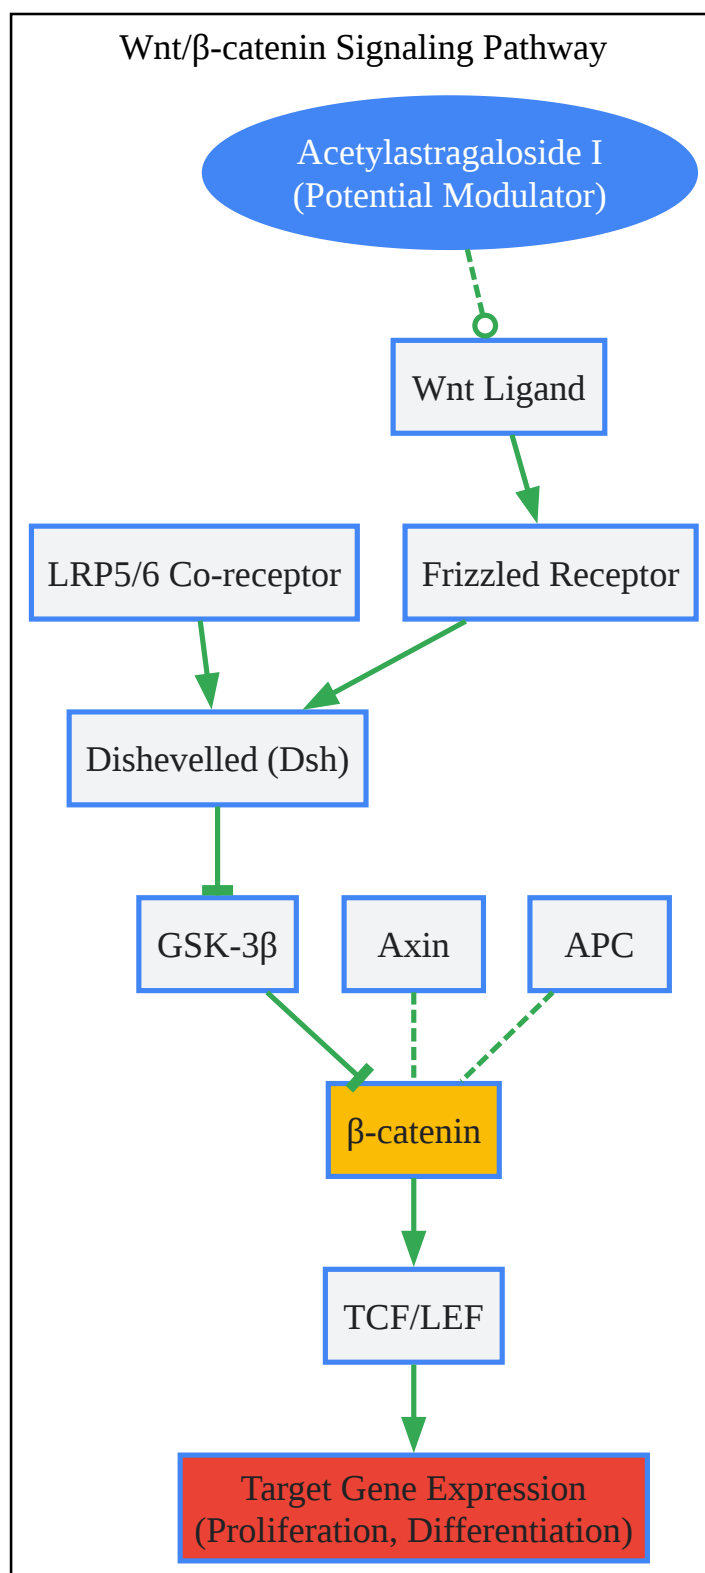 Wnt/β-catenin Signaling Pathway
Acetylastragaloside I
(Potential Modulator)
Wnt Ligand
LRP5/6 Co-receptor
Frizzled Receptor
Dishevelled (Dsh)
GSK-3β
Axin
APC
β-catenin
TCF/LEF
Target Gene Expression
(Proliferation, Differentiation)